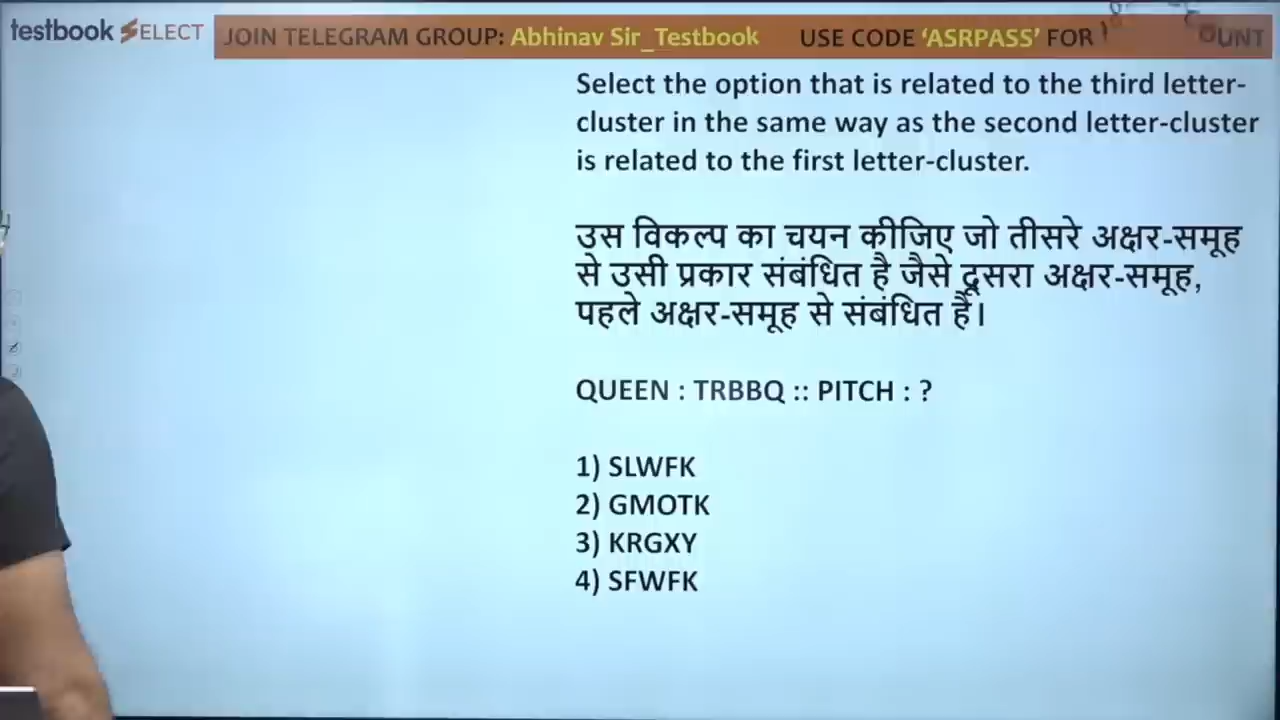 testbook SELECT
JOIN TELEGRAM GROUP: Abhinav Sir_Testbook USE CODE ‘ASRPASS’ FOR
Select the option that is related to the third letter-
cluster in the same way as the second letter-cluster
is related to the first letter-cluster.
उस विकल्प का चयन कीजिए जो तीसरे अक्षर-समूह
से उसी प्रकार संबंधित है जैसे दूसरा अक्षर-समूह,
पहले अक्षर-समूह से संबंधित है।
QUEEN : TRBBQ :: PITCH : ?
1) SLWFK
2) GMOTK
3) KRGXY
4) SFWFK